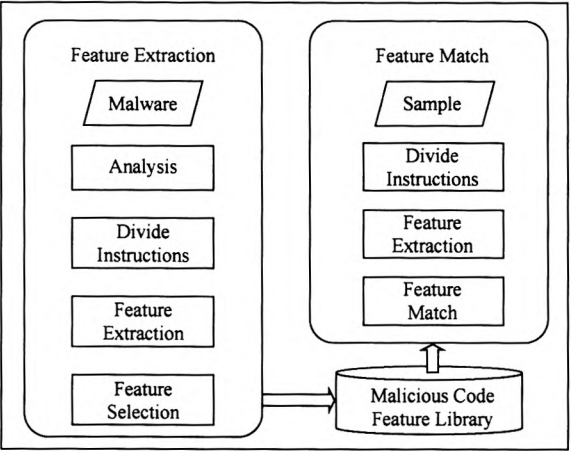 Feature Extraction
Malware
Analysis
Divide
Instructions
Feature
Extraction
Feature
Selection
Feature Match
Sample
Divide
Instructions
Feature
Extraction
Feature
Match
Malicious Code
Feature Library